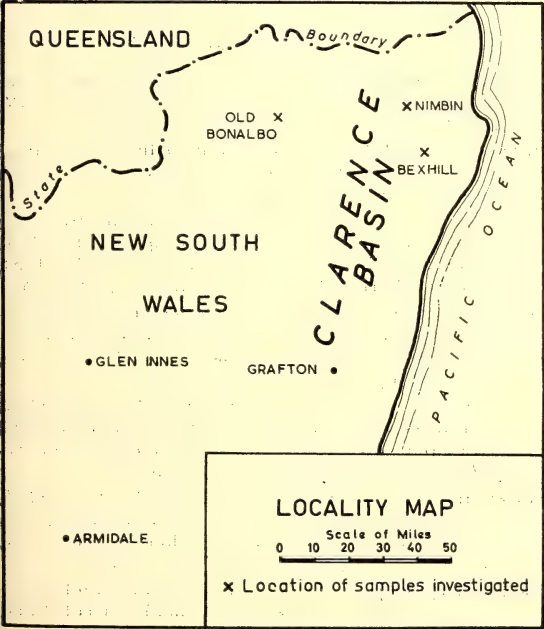 QUEENSLAND
Boundary
State
OLD
BONALBO
NIMBIN
BEXHILL
CLARENCE
BASIN
PACIFIC OCEAN
NEW SOUTH
WALES
GLEN INNES
GRAFTON
ARMIDALE
LOCALITY MAP
Scale of Miles
0 10 20 30 40 50
x Location of samples investigated